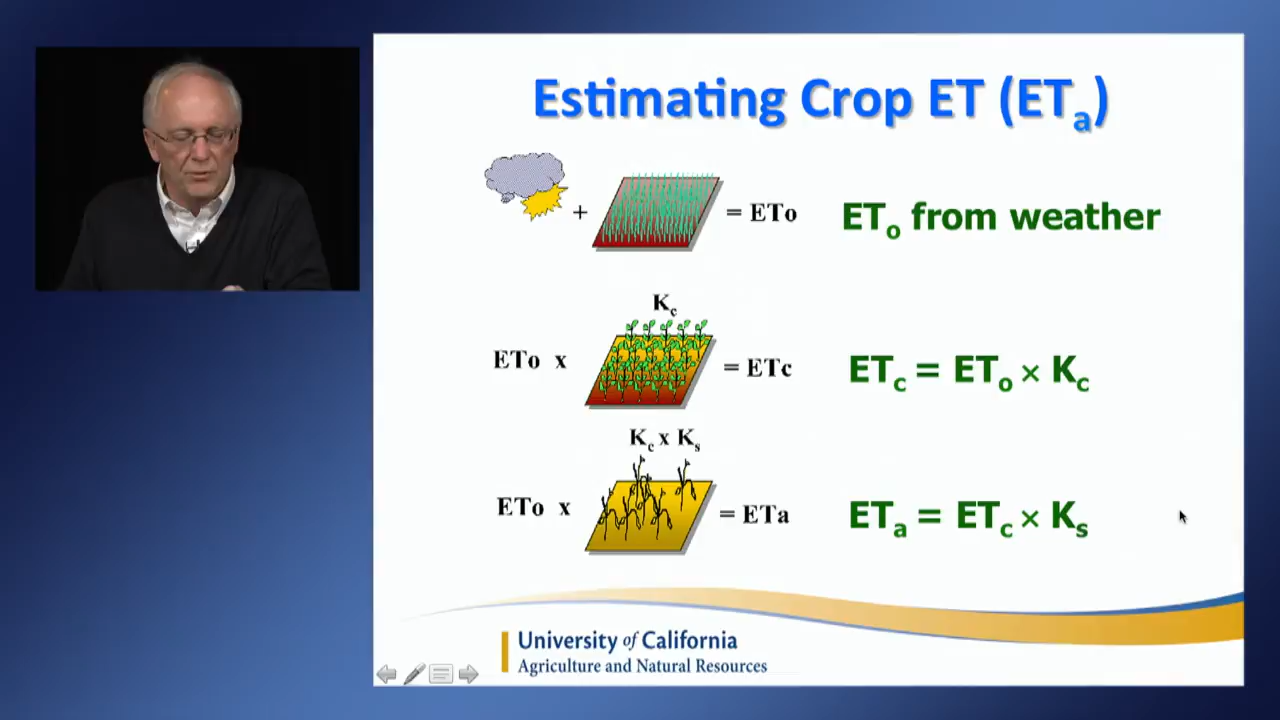 Estimating Crop ET (ETa)
+ = ETo ETo from weather
Kc
ETo x = ETc ETc = ETo × Kc
Kc x Ks
ETo x = ETa ETa = ETc × Ks
University of California
Agriculture and Natural Resources